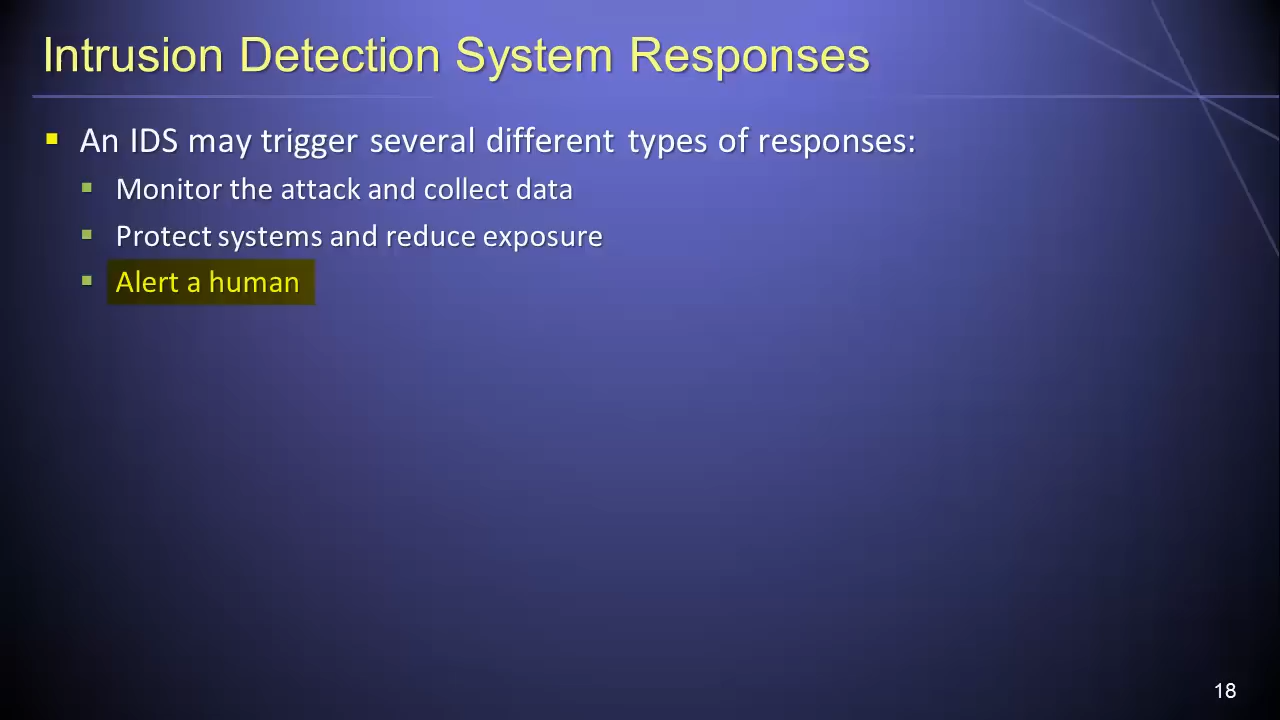 Intrusion Detection System Responses
An IDS may trigger several different types of responses:
Monitor the attack and collect data
Protect systems and reduce exposure
Alert a human
18